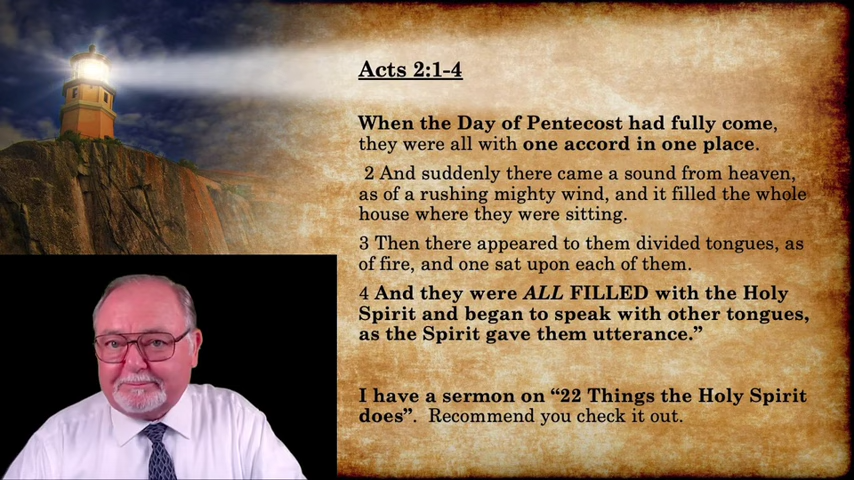 Acts 2:1-4
When the Day of Pentecost had fully come,
they were all with one accord in one place.
2 And suddenly there came a sound from heaven,
as of a rushing mighty wind, and it filled the whole
house where they were sitting.
3 Then there appeared to them divided tongues, as
of fire, and one sat upon each of them.
4 And they were ALL FILLED with the Holy
Spirit and began to speak with other tongues,
as the Spirit gave them utterance.”
I have a sermon on “22 Things the Holy Spirit
does”.  Recommend you check it out.